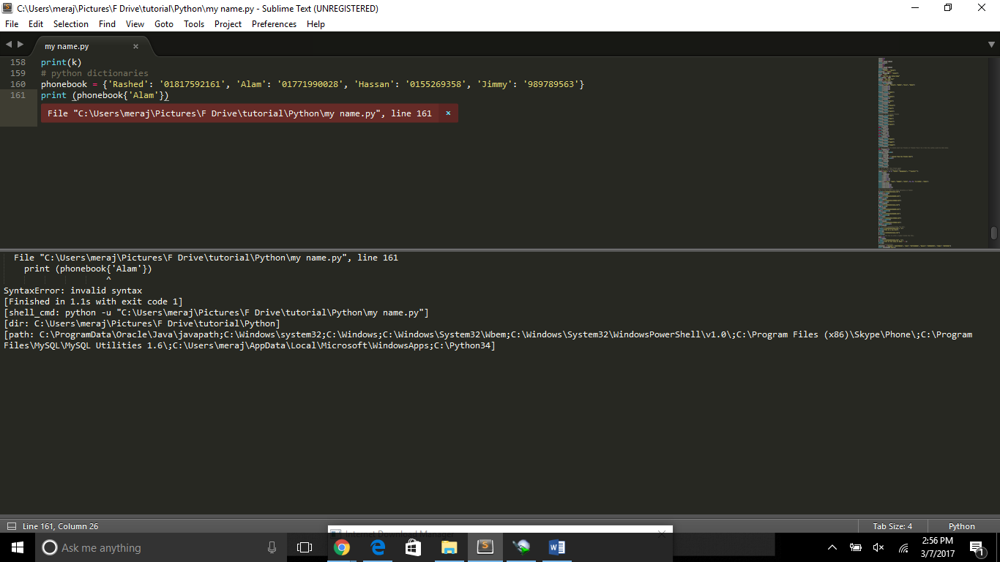 C:\Users\meraj\Pictures\F Drive\tutorial\Python\my name.py - Sublime Text (UNREGISTERED)
File Edit Selection Find View Goto Tools Project Preferences Help
my name.py ×
158 print(k)
159 # python dictionaries
160 phonebook = {'Rashed': '01817592161', 'Alam': '01771990028', 'Hassan': '0155269358', 'Jimmy': '989789563'}
161 print (phonebook{'Alam'})
File "C:\Users\meraj\Pictures\F Drive\tutorial\Python\my name.py", line 161 ×
File "C:\Users\meraj\Pictures\F Drive\tutorial\Python\my name.py", line 161
print (phonebook{'Alam'})
^
SyntaxError: invalid syntax
[Finished in 1.1s with exit code 1]
[shell_cmd: python -u "C:\Users\meraj\Pictures\F Drive\tutorial\Python\my name.py"]
[dir: C:\Users\meraj\Pictures\F Drive\tutorial\Python]
[path: C:\ProgramData\Oracle\Java\javapath;C:\Windows\system32;C:\Windows;C:\Windows\System32\Wbem;C:\Windows\System32\WindowsPowerShell\v1.0\;C:\Program Files (x86)\Skype\Phone\;C:\Program
Files\MySQL\MySQL Utilities 1.6\;C:\Users\meraj\AppData\Local\Microsoft\WindowsApps;C:\Python34]
Line 161, Column 26
Tab Size: 4
Python
Internet Download Manager
Ask me anything
2:56 PM
3/7/2017
1